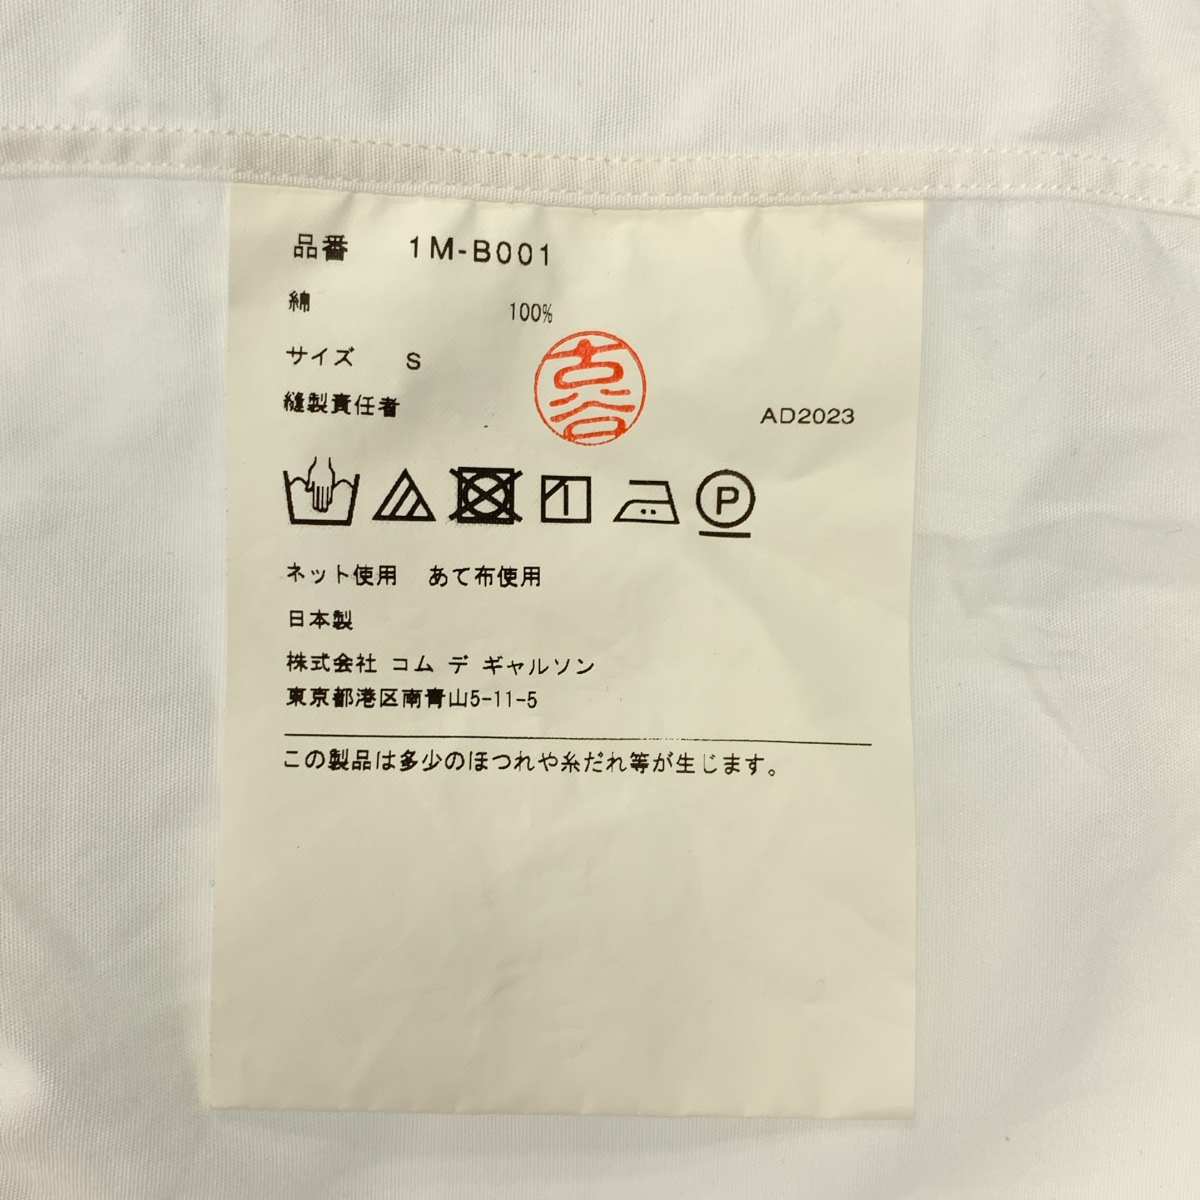 品番 1M-B001
綿 100%
サイズ S
縫製責任者 古谷 AD2023
P
ネット使用 あて布使用
日本製
株式会社 コム デ ギャルソン
東京都港区南青山5-11-5
この製品は多少のほつれや糸だれ等が生じます。